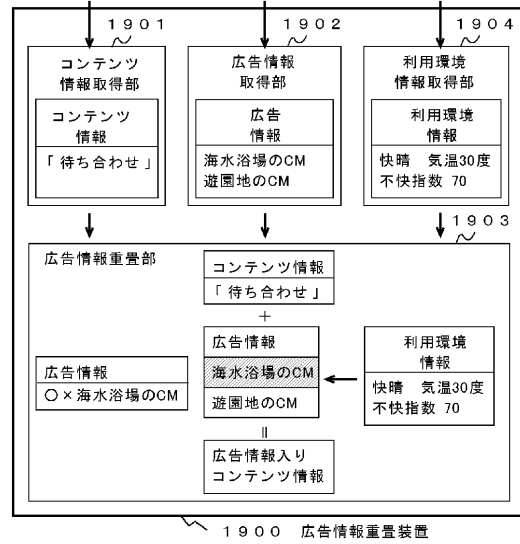 1901
1902
1904
コンテンツ
情報取得部
コンテンツ
情報
「待ち合わせ」
広告情報
取得部
広告
情報
海水浴場のCM
遊園地のCM
利用環境
情報取得部
利用環境
情報
快晴 気温30度
不快指数 70
1903
広告情報重畳部
コンテンツ情報
「待ち合わせ」
+
広告情報
海水浴場のCM
遊園地のCM
広告情報
○×海水浴場のCM
利用環境
情報
快晴 気温30度
不快指数 70
=
広告情報入り
コンテンツ情報
1900 広告情報重畳装置